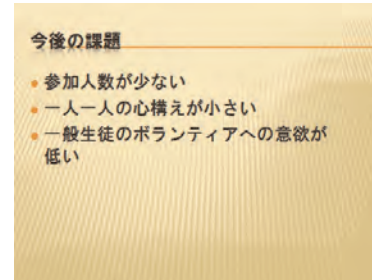 今後の課題
参加人数が少ない
一人一人の心構えが小さい
一般生徒のボランティアへの意欲が
低い